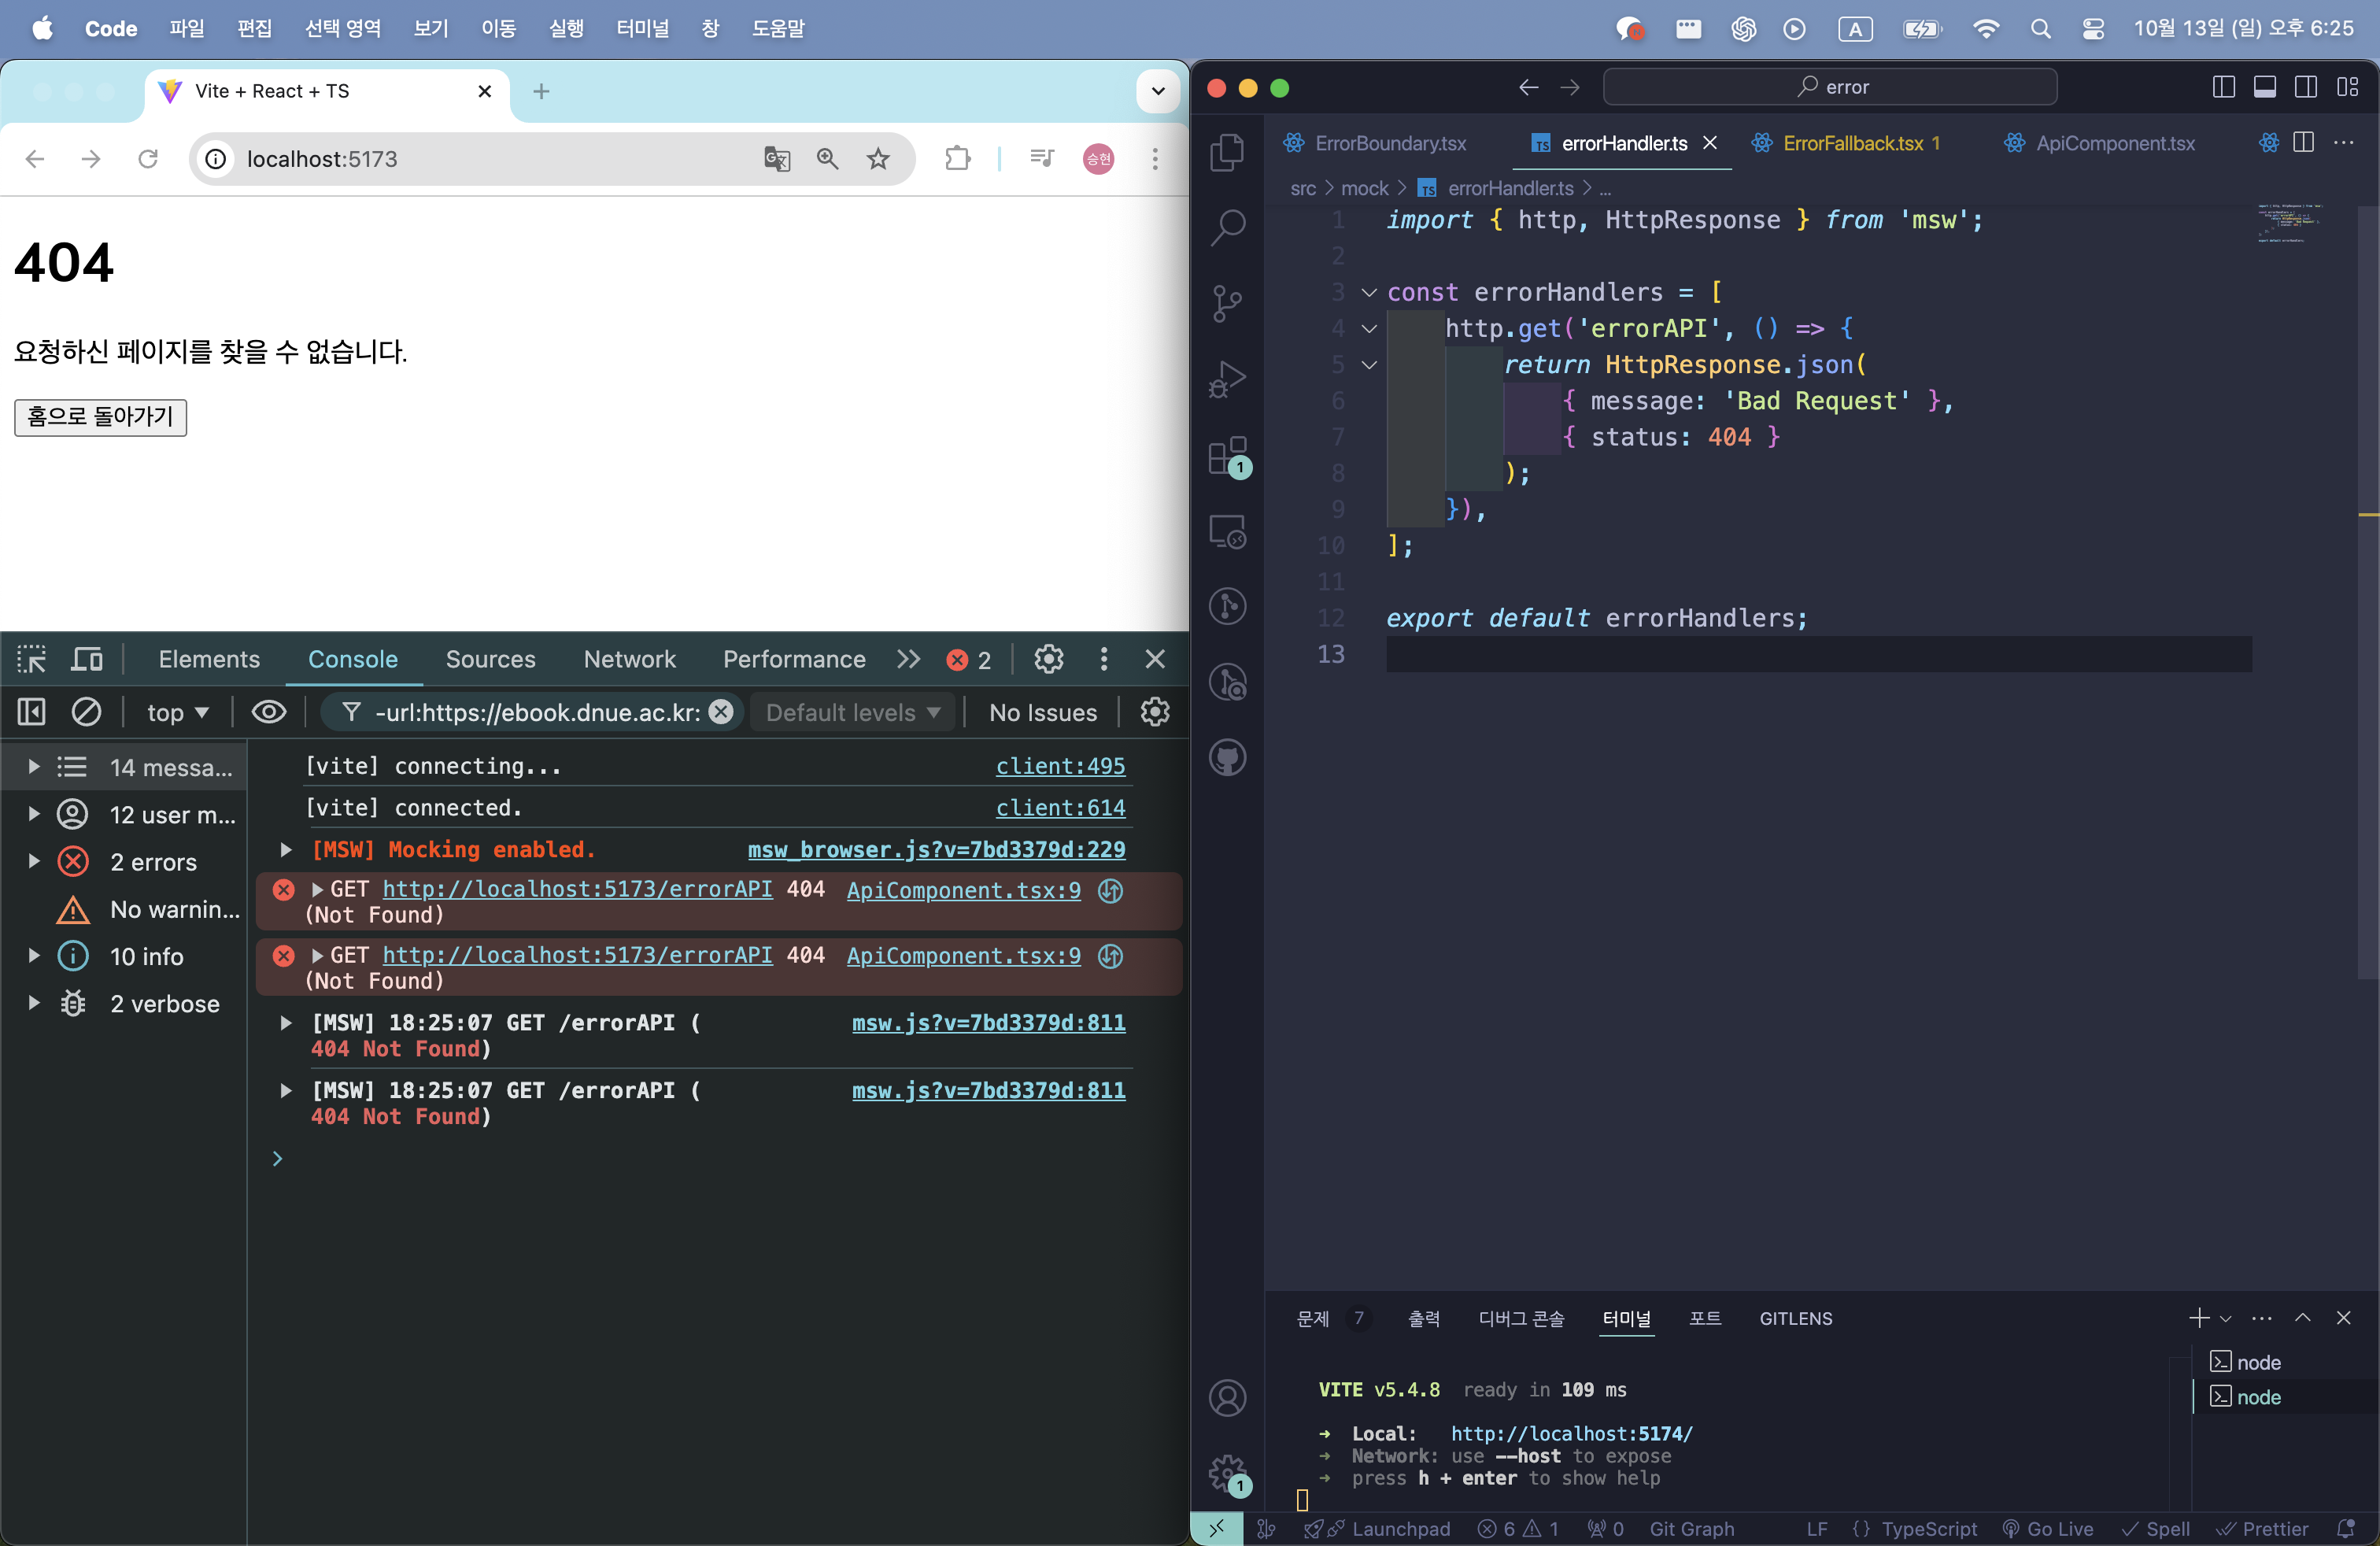 Code 파일 편집 선택 영역 보기 이동 실행 터미널 창 도움말
A 10월 13일 (일) 오후 6:25
Vite + React + TS
localhost:5173
승현
404
요청하신 페이지를 찾을 수 없습니다.
홈으로 돌아가기
Elements Console Sources Network Performance 2
top -url:https://ebook.dnue.ac.kr: Default levels No Issues
14 messa...
12 user m...
2 errors
No warnin...
10 info
2 verbose
[vite] connecting... client:495
[vite] connected. client:614
[MSW] Mocking enabled. msw_browser.js?v=7bd3379d:229
GET http://localhost:5173/errorAPI 404 ApiComponent.tsx:9
(Not Found)
GET http://localhost:5173/errorAPI 404 ApiComponent.tsx:9
(Not Found)
[MSW] 18:25:07 GET /errorAPI ( msw.js?v=7bd3379d:811
404 Not Found)
[MSW] 18:25:07 GET /errorAPI ( msw.js?v=7bd3379d:811
404 Not Found)
error
ErrorBoundary.tsx TS errorHandler.ts ErrorFallback.tsx 1 ApiComponent.tsx
src > mock > TS errorHandler.ts > ...
1 import { http, HttpResponse } from 'msw';
2
3 const errorHandlers = [
4 http.get('errorAPI', () => {
5 return HttpResponse.json(
6 { message: 'Bad Request' },
7 { status: 404 }
8 );
9 }),
10 ];
11
12 export default errorHandlers;
13
1
문제 7 출력 디버그 콘솔 터미널 포트 GITLENS
VITE v5.4.8 ready in 109 ms
➜ Local: http://localhost:5174/
➜ Network: use --host to expose
➜ press h + enter to show help
node
node
1
Launchpad 6 1 0 Git Graph LF {} TypeScript Go Live Spell Prettier